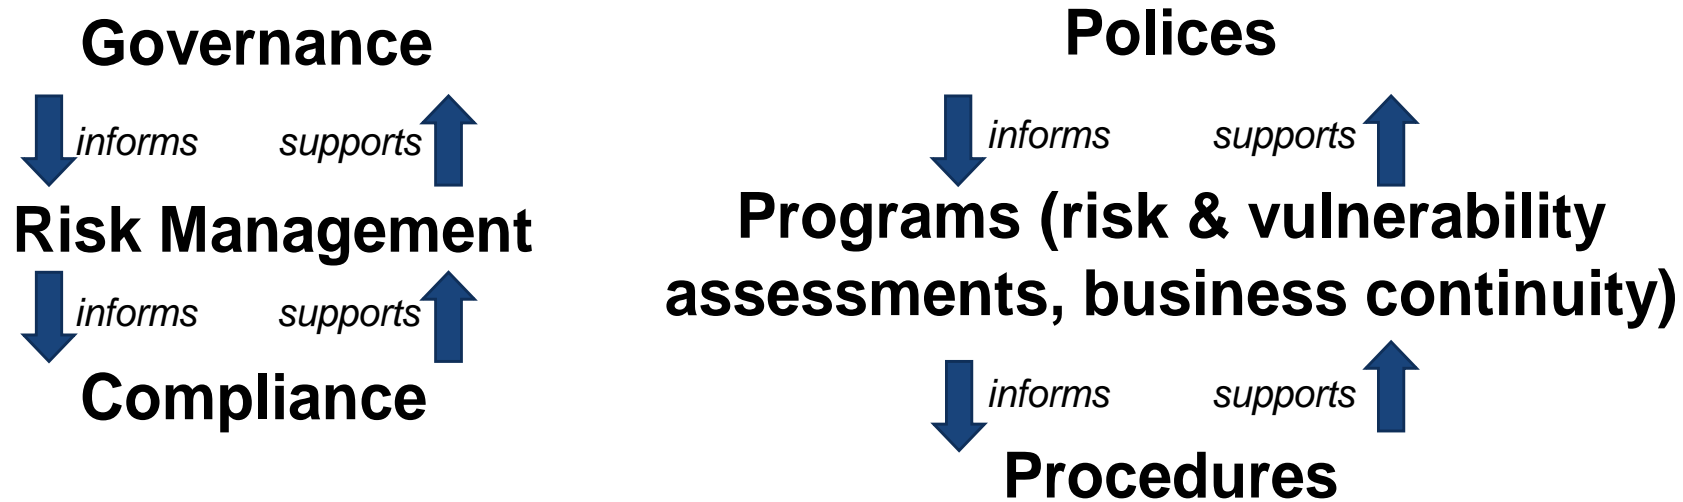 Governance
informs supports
Risk Management
informs supports
Compliance
Polices
informs supports
Programs (risk & vulnerability
assessments, business continuity)
informs supports
Procedures